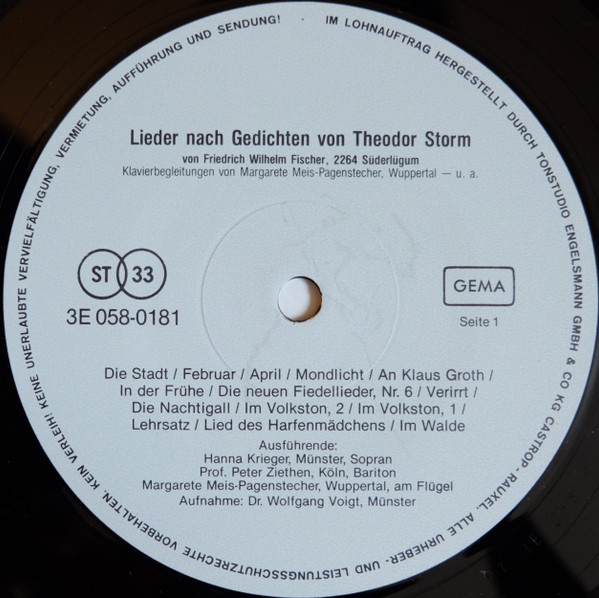 · IM LOHNAUFTRAG HERGESTELLT DURCH TONSTUDIO ENGELSMANN GMBH & CO KG CASTROP-RAUXEL. ALLE URHEBER- UND LEISTUNGSSCHUTZRECHTE VORBEHALTEN. KEIN VERLEIH! KEINE UNERLAUBTE VERVIELFÄLTIGUNG, VERMIETUNG, AUFFÜHRUNG UND SENDUNG!
Lieder nach Gedichten von Theodor Storm
von Friedrich Wilhelm Fischer, 2264 Süderlügum
Klavierbegleitungen von Margarete Meis-Pagenstecher, Wuppertal — u. a.
ST 33
3E 058-0181
GEMA
Seite 1
Die Stadt / Februar / April / Mondlicht / An Klaus Groth /
In der Frühe / Die neuen Fiedellieder, Nr. 6 / Verirrt /
Die Nachtigall / Im Volkston, 2 / Im Volkston, 1 /
Lehrsatz / Lied des Harfenmädchens / Im Walde
Ausführende:
Hanna Krieger, Münster, Sopran
Prof. Peter Ziethen, Köln, Bariton
Margarete Meis-Pagenstecher, Wuppertal, am Flügel
Aufnahme: Dr. Wolfgang Voigt, Münster